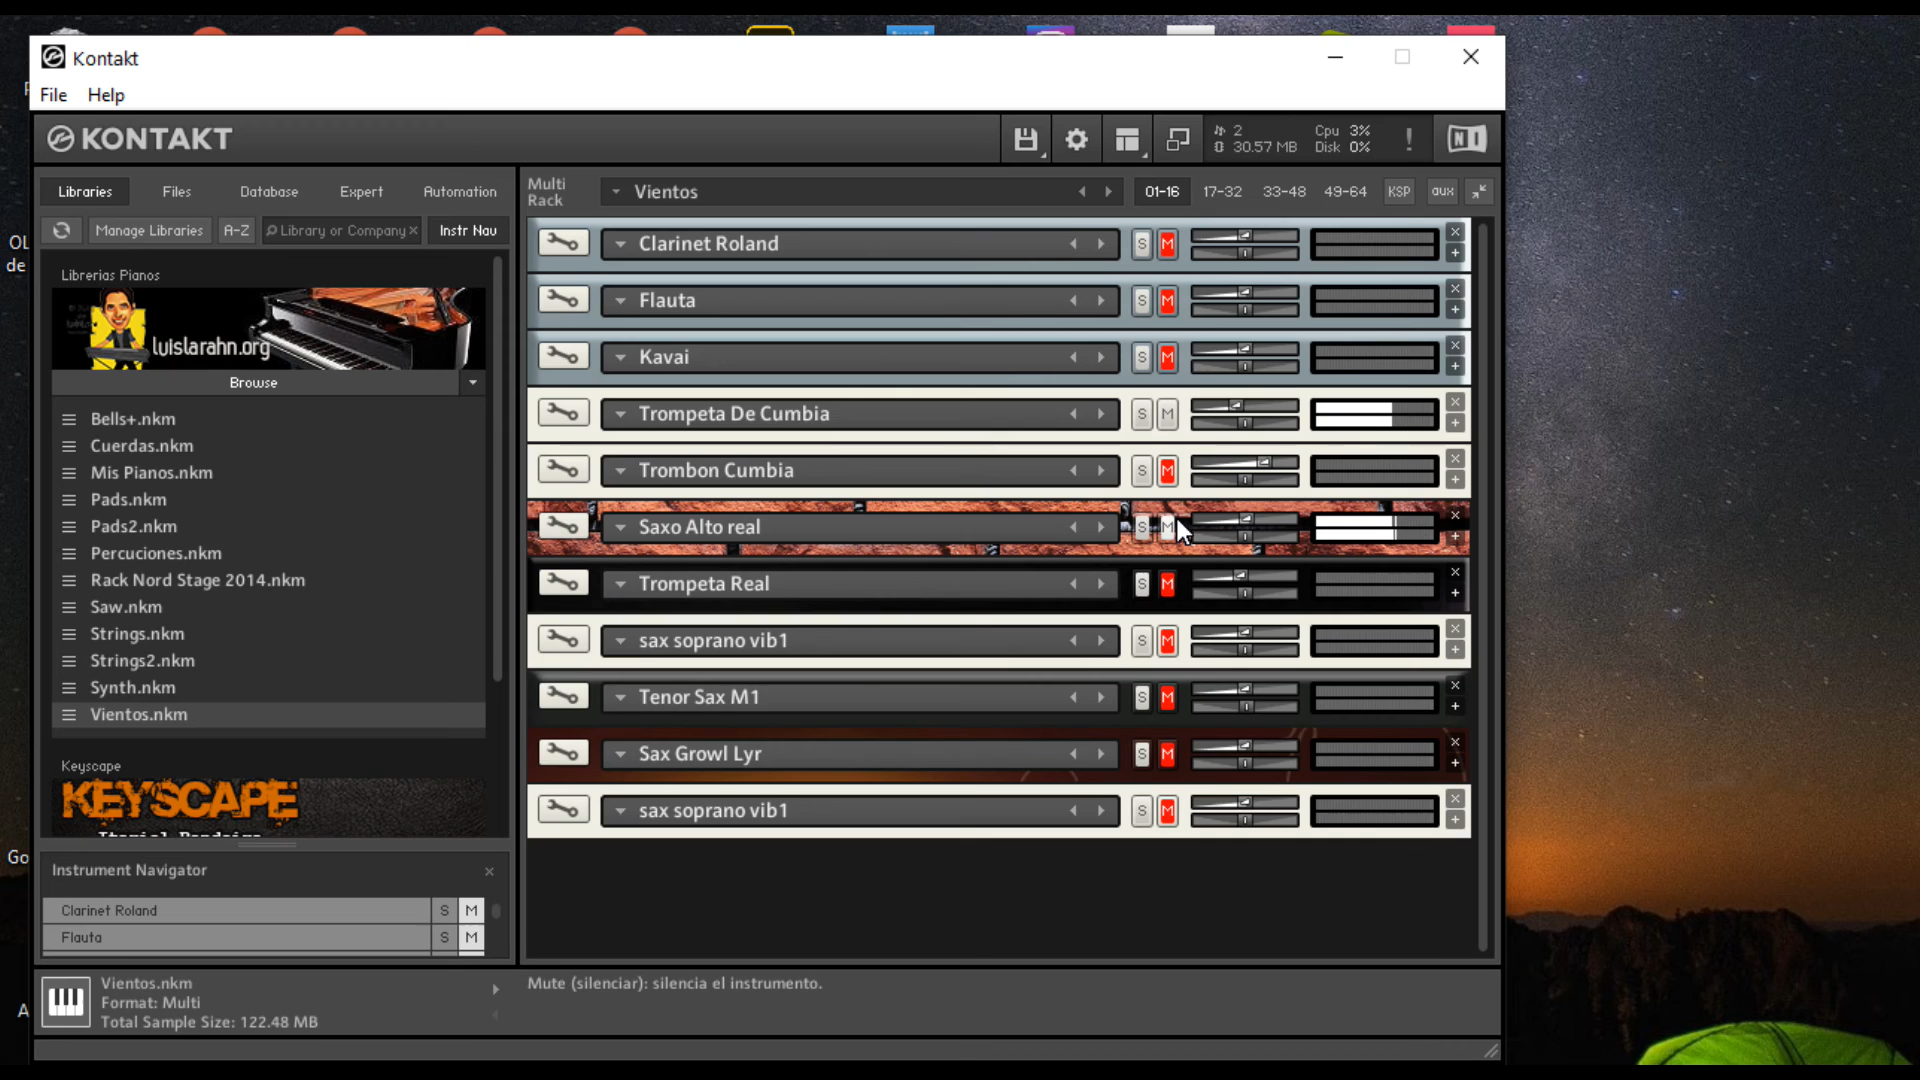 Kontakt
File Help
KONTAKT
2
30.57 MB
Cpu 3%
Disk 0%
!
NI
Libraries Files Database Expert Automation
Multi Rack
Vientos
01-16 17-32 33-48 49-64 KSP aux
Manage Libraries A-Z Library or Company × Instr Nav
Librerias Pianos
luislarahn.org
Browse
Bells+.nkm
Cuerdas.nkm
Mis Pianos.nkm
Pads.nkm
Pads2.nkm
Percuciones.nkm
Rack Nord Stage 2014.nkm
Saw.nkm
Strings.nkm
Strings2.nkm
Synth.nkm
Vientos.nkm
Keyscape
KEYSCAPE
Clarinet Roland S M
Flauta S M
Kavai S M
Trompeta De Cumbia S M
Trombon Cumbia S M
Saxo Alto real S M
Trompeta Real S M
sax soprano vib1 S M
Tenor Sax M1 S M
Sax Growl Lyr S M
sax soprano vib1 S M
Instrument Navigator
Clarinet Roland S M
Flauta S M
Vientos.nkm
Format: Multi
Total Sample Size: 122.48 MB
Mute (silenciar): silencia el instrumento.
OL
de
Go
A